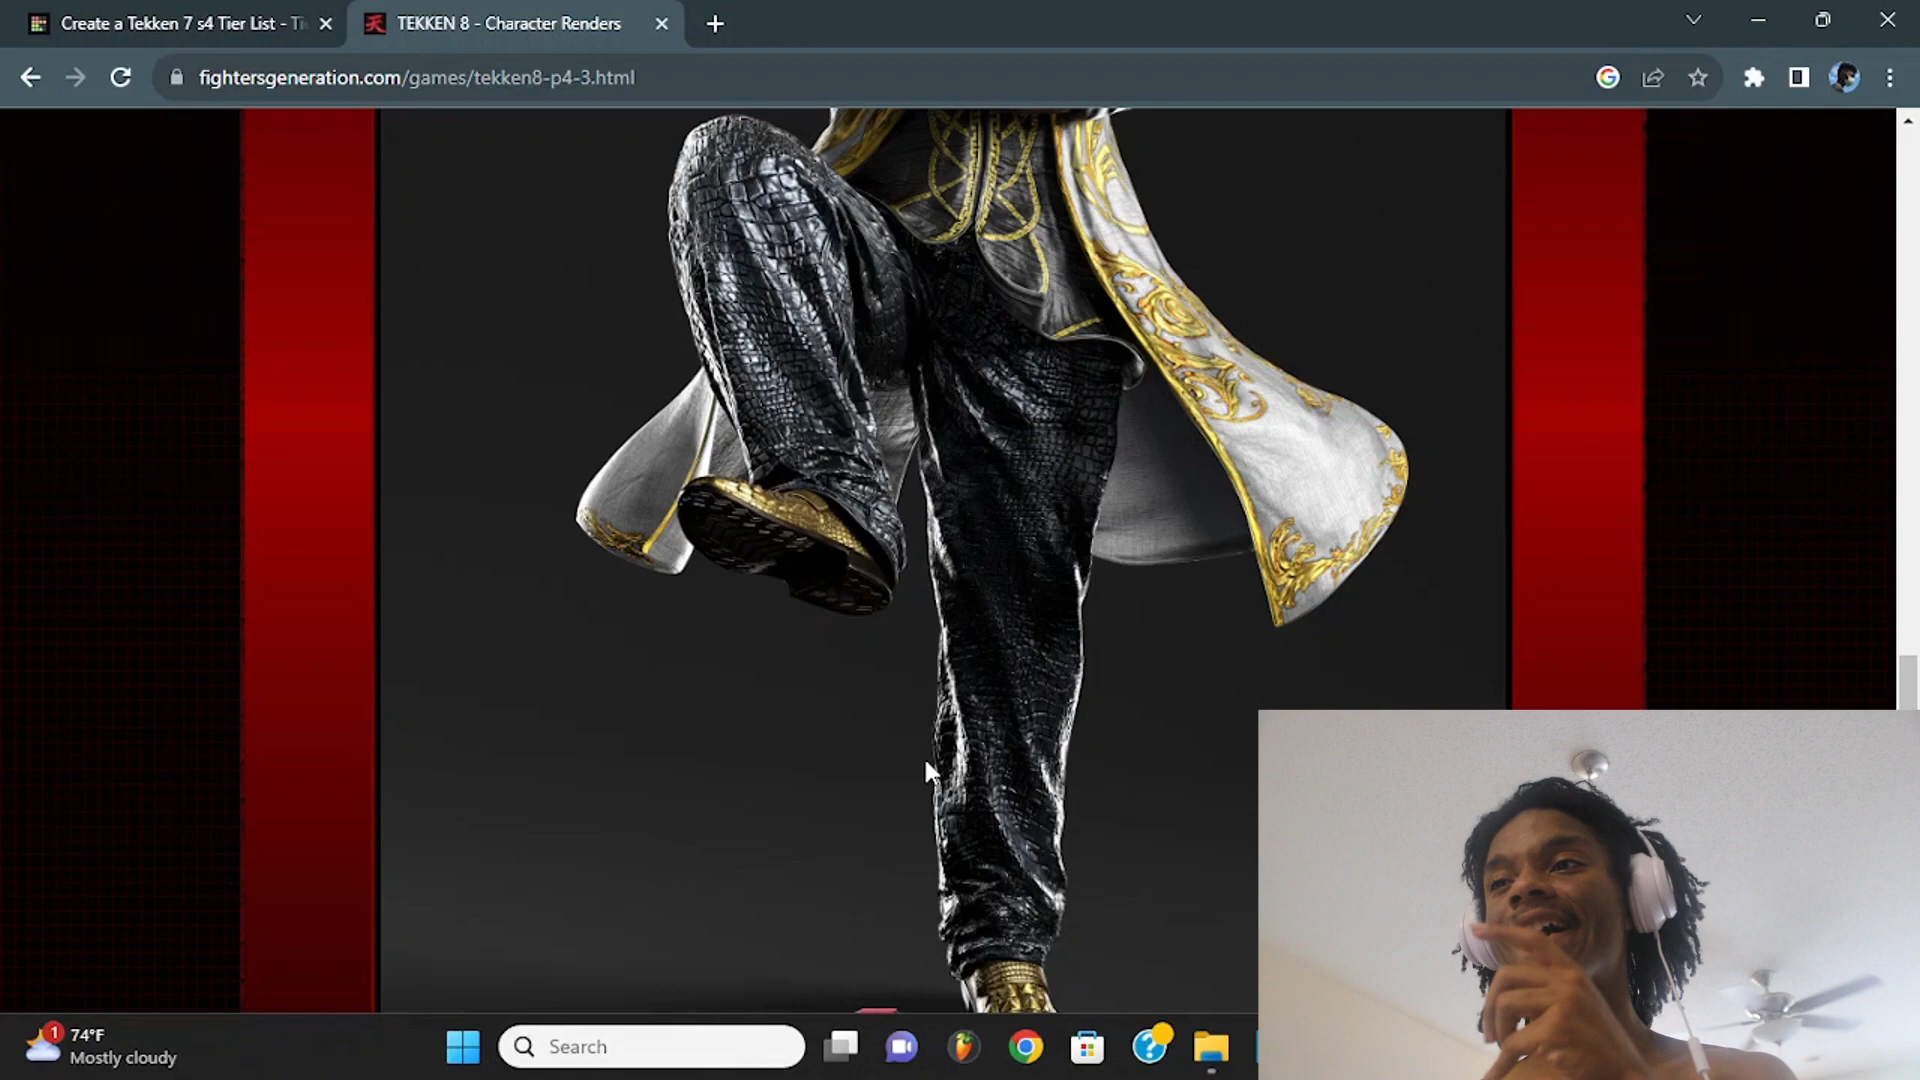 Create a Tekken 7 s4 Tier List - Ti
TEKKEN 8 - Character Renders
fightersgeneration.com/games/tekken8-p4-3.html
1
74°F
Mostly cloudy
Search